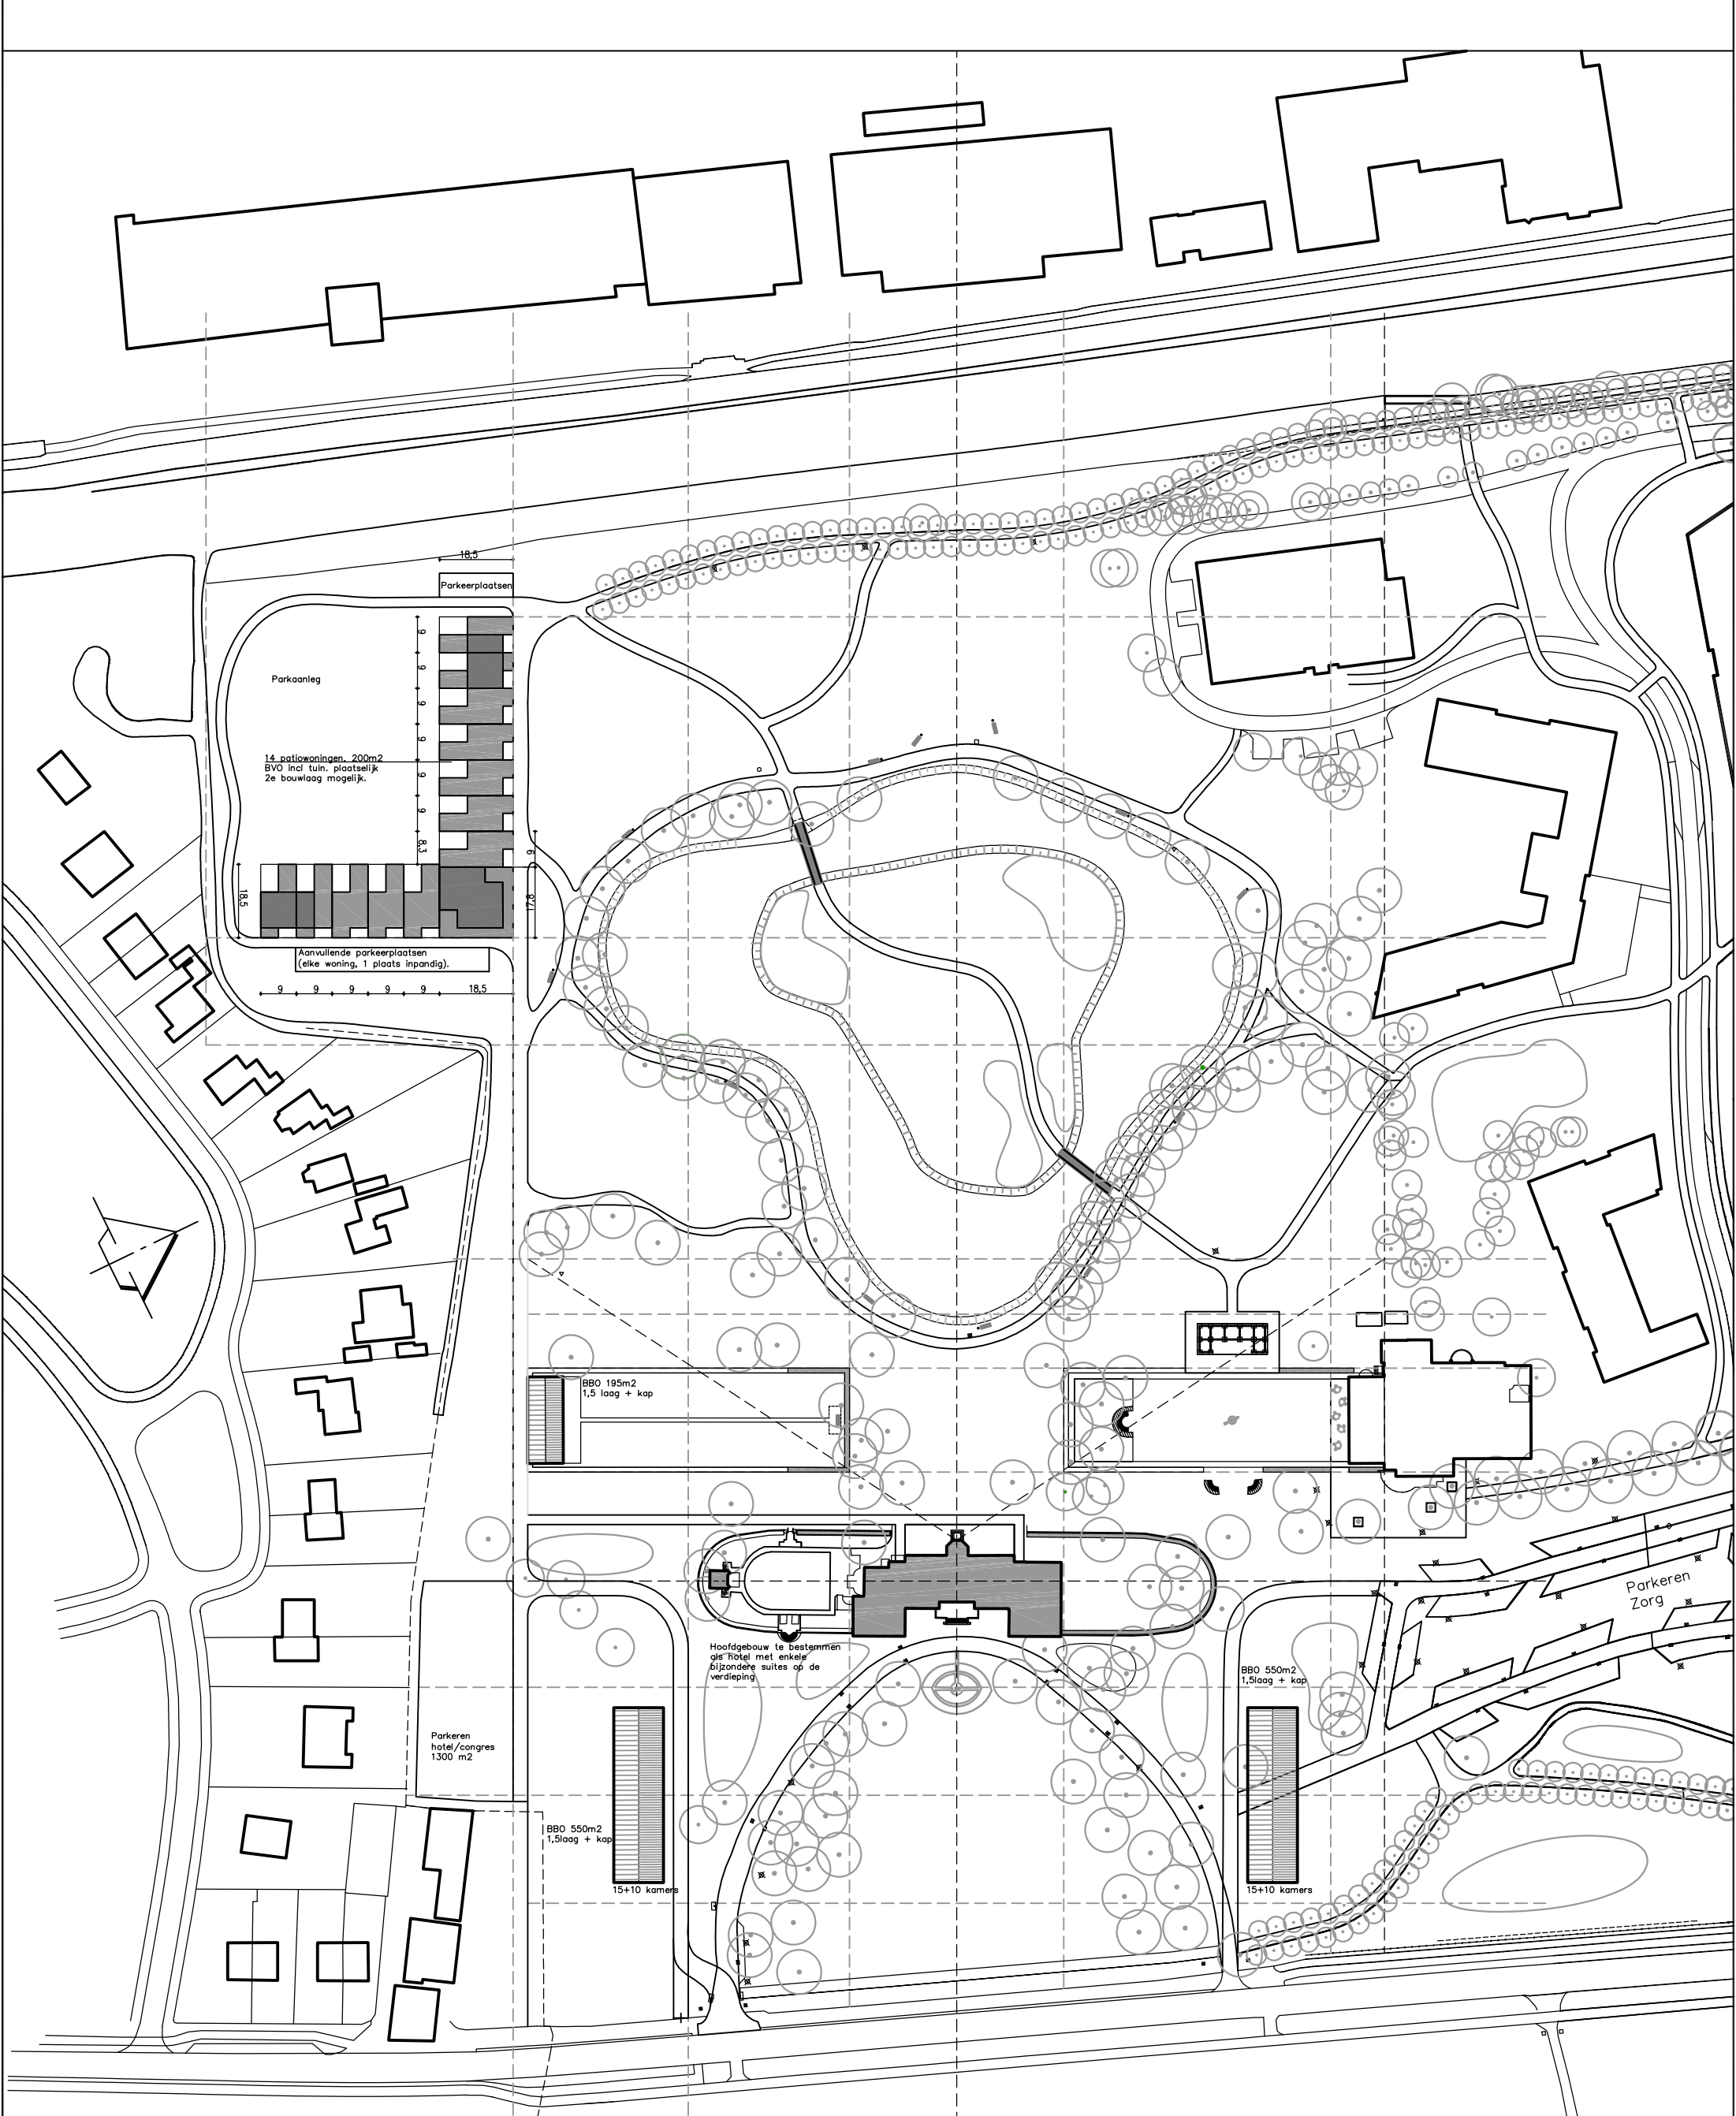 18,5
Parkeerplaatsen
9
9
Parkaanleg
9
9
14 patiowoningen, 200m2
BVO incl tuin. plaatselijk
2e bouwlaag mogelijk.
9
9
8,3
9
18,5
17,8
Aanvullende parkeerplaatsen
(elke woning, 1 plaats inpandig).
9 9 9 9 9 18,5
BBO 195m2
1,5 laag + kap
Parkeren
Zorg
Hoofdgebouw te bestemmen
als hotel met enkele
bijzondere suites op de
verdieping
BBO 550m2
1,5laag + kap
Parkeren
hotel/congres
1300 m2
BBO 550m2
1,5laag + kap
15+10 kamers
15+10 kamers